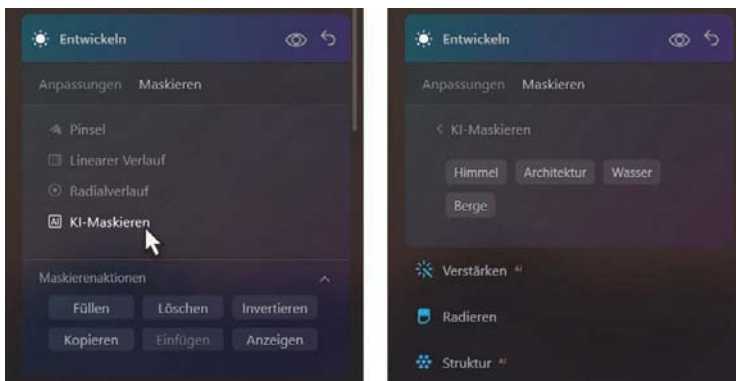 Entwickeln
Anpassungen Maskieren
Pinsel
Linearer Verlauf
Radialverlauf
AI KI-Maskieren
Maskierenaktionen
Füllen Löschen Invertieren
Kopieren Einfügen Anzeigen
Entwickeln
Anpassungen Maskieren
< KI-Maskieren
Himmel Architektur Wasser
Berge
Verstärken AI
Radieren
Struktur AI